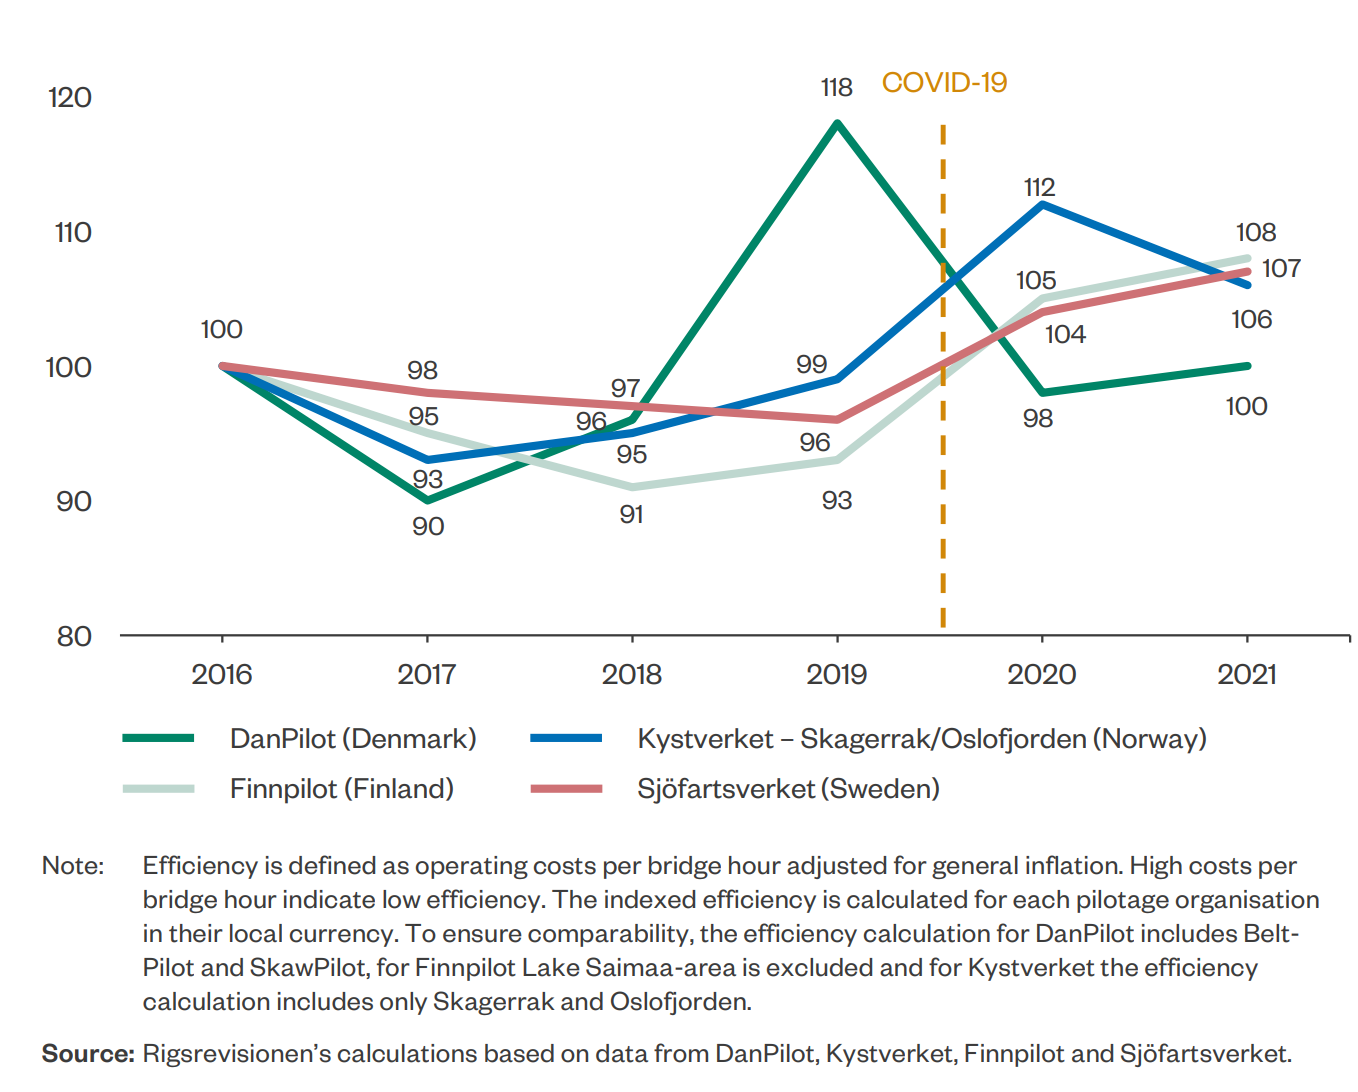 120
118
COVID-19
112
110
108
107
105
106
104
100
100
99
98
97
100
98
95
96
96
95
93
93
91
90
90
80
2016 2017 2018 2019 2020 2021
DanPilot (Denmark) Kystverket – Skagerrak/Oslofjorden (Norway)
Finnpilot (Finland) Sjöfartsverket (Sweden)
Note: Efficiency is defined as operating costs per bridge hour adjusted for general inflation. High costs per
bridge hour indicate low efficiency. The indexed efficiency is calculated for each pilotage organisation
in their local currency. To ensure comparability, the efficiency calculation for DanPilot includes Belt-
Pilot and SkawPilot, for Finnpilot Lake Saimaa-area is excluded and for Kystverket the efficiency
calculation includes only Skagerrak and Oslofjorden.
Source: Rigsrevisionen’s calculations based on data from DanPilot, Kystverket, Finnpilot and Sjöfartsverket.